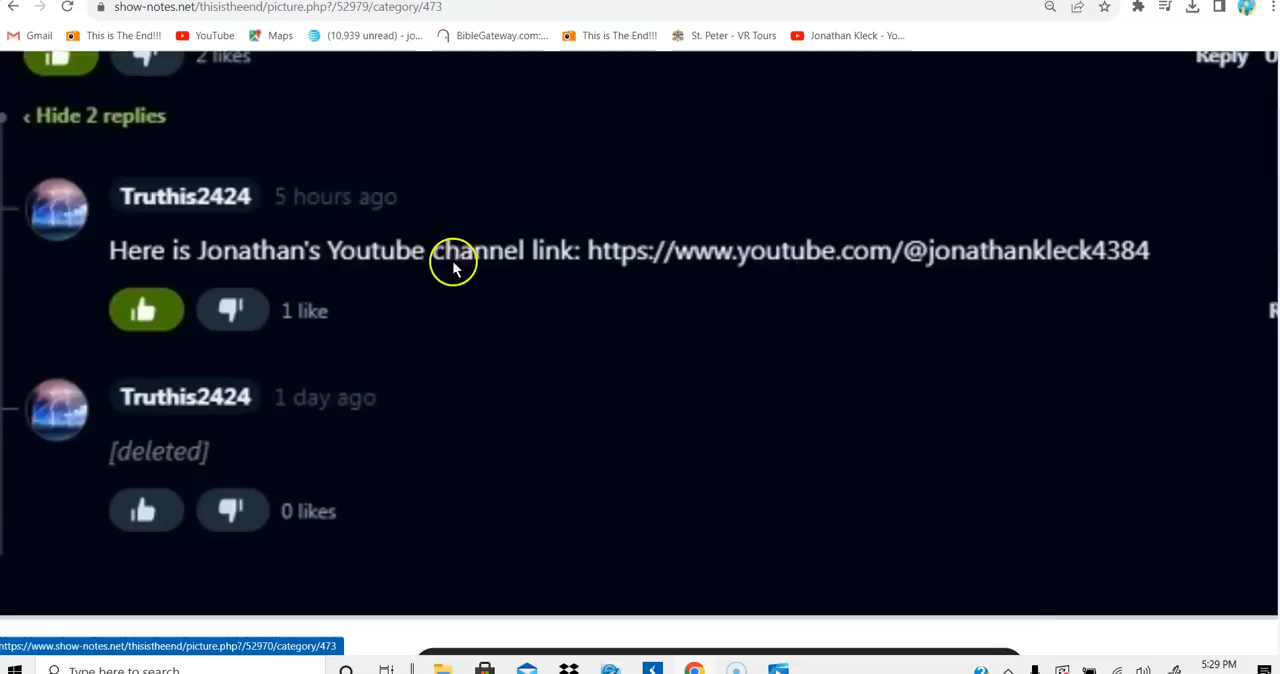 show-notes.net/thisistheend/picture.php?/52979/category/473
Gmail This is The End!!! YouTube Maps (10,939 unread) - jo... BibleGateway.com:... This is The End!!! St. Peter - VR Tours Jonathan Kleck - Yo...
2 likes Reply
‹ Hide 2 replies
Truthis2424 5 hours ago
Here is Jonathan's Youtube channel link: https://www.youtube.com/@jonathankleck4384
1 like
Truthis2424 1 day ago
[deleted]
0 likes
https://www.show-notes.net/thisistheend/picture.php?/52970/category/473
Type here to search
5:29 PM